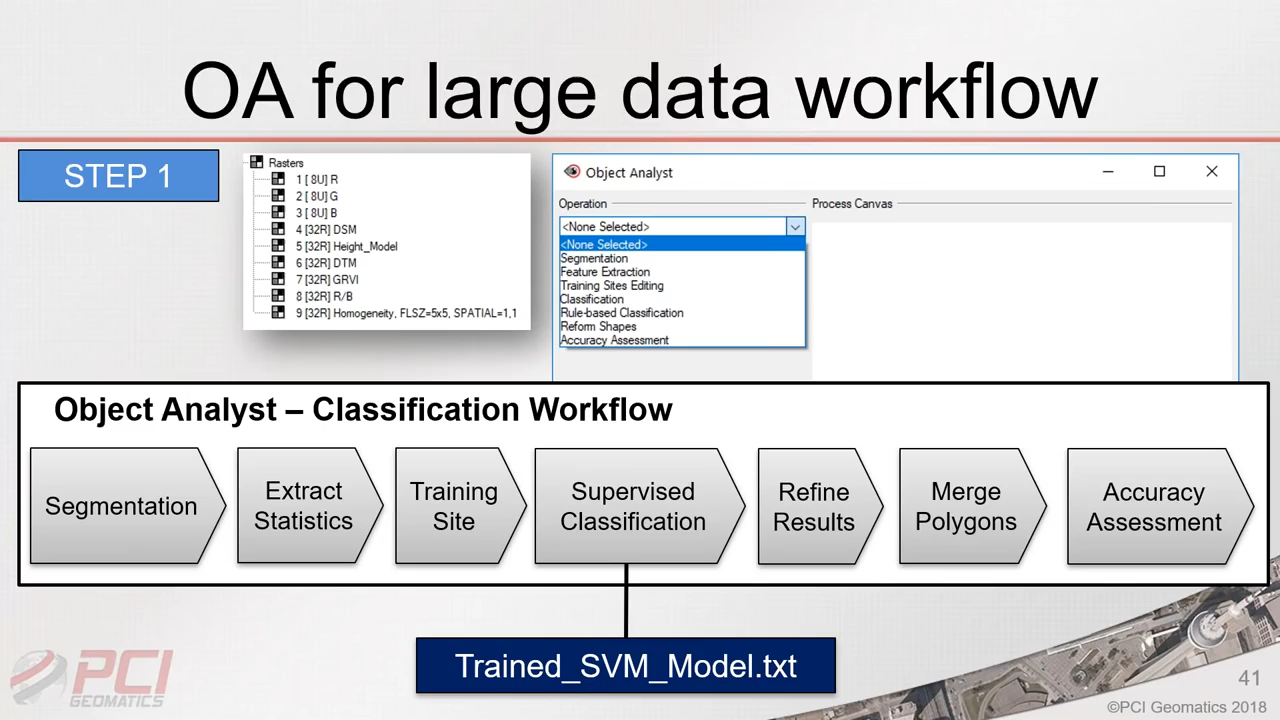 OA for large data workflow
STEP 1
Rasters
1 [ 8U] R
2 [ 8U] G
3 [ 8U] B
4 [32R] DSM
5 [32R] Height_Model
6 [32R] DTM
7 [32R] GRVI
8 [32R] R/B
9 [32R] Homogeneity, FLSZ=5x5, SPATIAL=1,1
Object Analyst
Operation
Process Canvas
<None Selected>
<None Selected>
Segmentation
Feature Extraction
Training Sites Editing
Classification
Rule-based Classification
Reform Shapes
Accuracy Assessment
Object Analyst – Classification Workflow
Segmentation
Extract
Statistics
Training
Site
Supervised
Classification
Refine
Results
Merge
Polygons
Accuracy
Assessment
Trained_SVM_Model.txt
PCI
GEOMATICS
41
©PCI Geomatics 2018